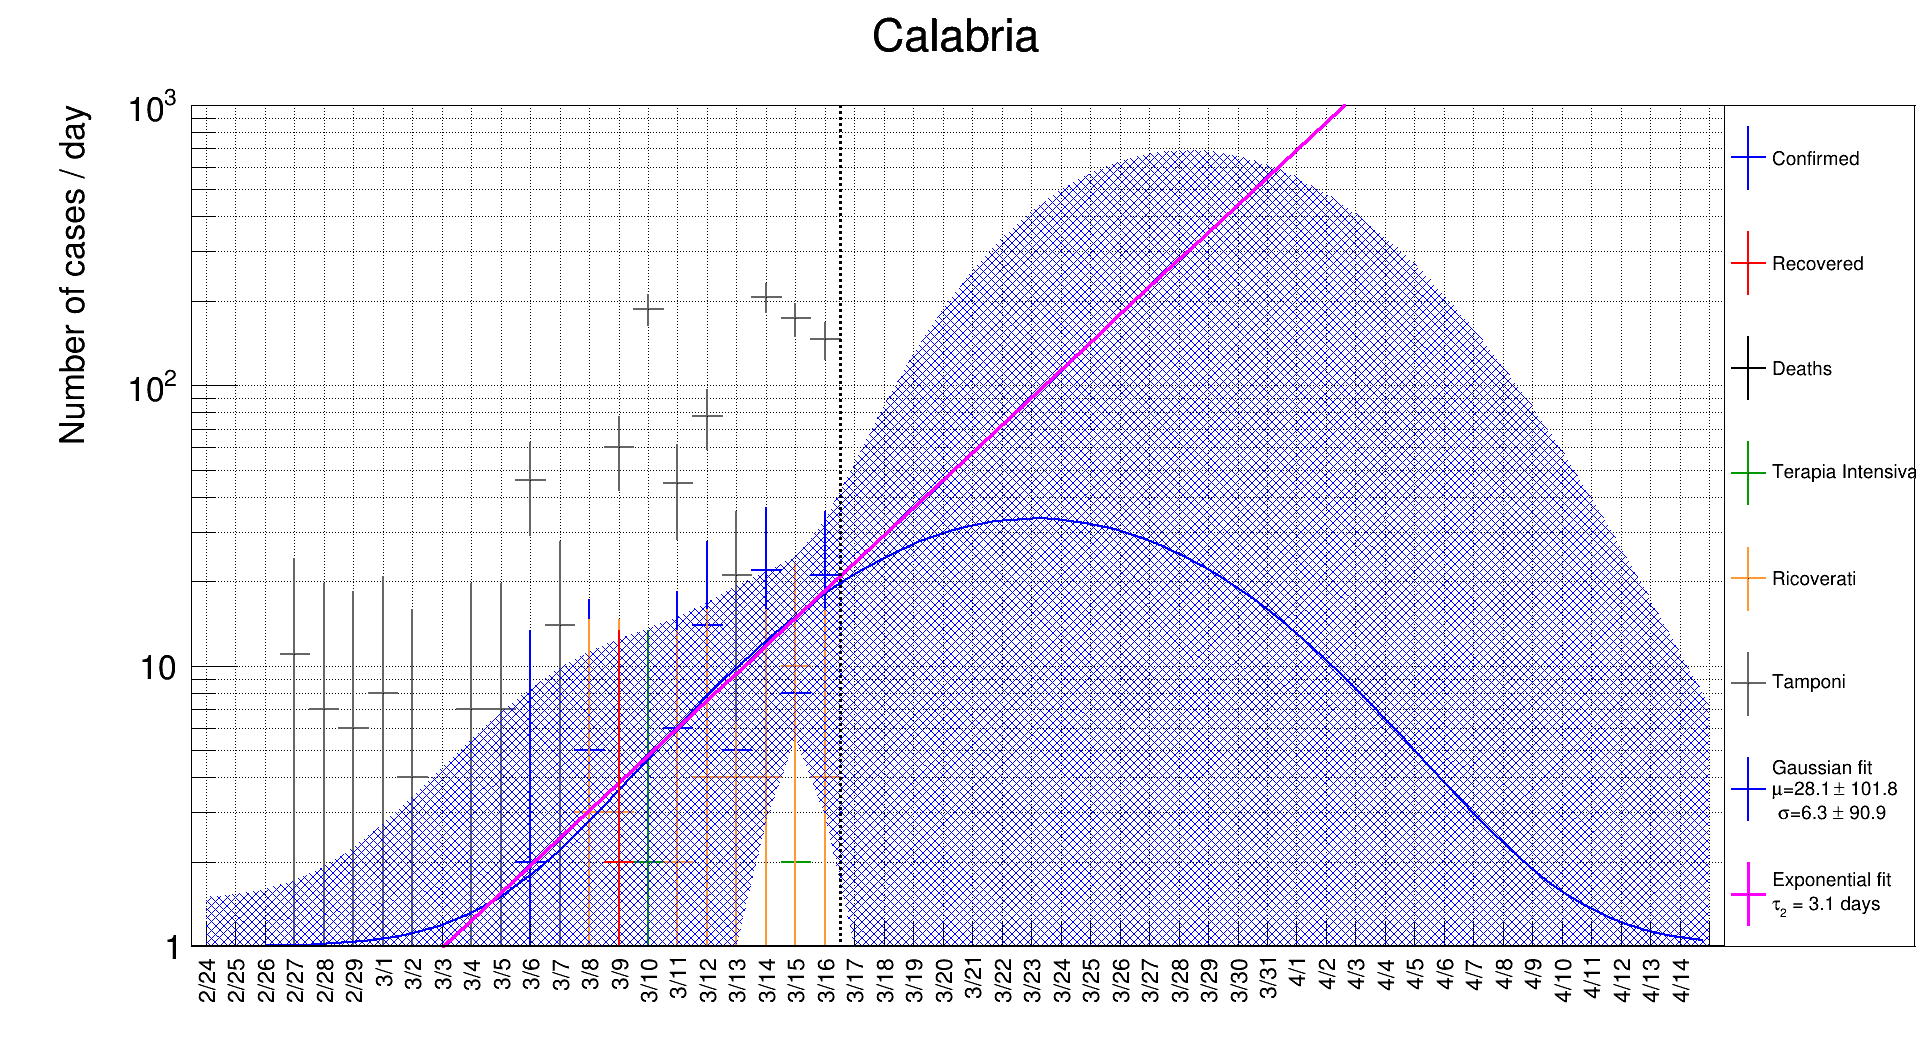 Calabria
Number of cases / day
10³
10²
10
1
2/24 2/25 2/26 2/27 2/28 2/29 3/1 3/2 3/3 3/4 3/5 3/6 3/7 3/8 3/9 3/10 3/11 3/12 3/13 3/14 3/15 3/16 3/17 3/18 3/19 3/20 3/21 3/22 3/23 3/24 3/25 3/26 3/27 3/28 3/29 3/30 3/31 4/1 4/2 4/3 4/4 4/5 4/6 4/7 4/8 4/9 4/10 4/11 4/12 4/13 4/14
Confirmed
Recovered
Deaths
Terapia Intensiva
Ricoverati
Tamponi
Gaussian fit
μ=28.1 ± 101.8
σ=6.3 ± 90.9
Exponential fit
τ₂ = 3.1 days